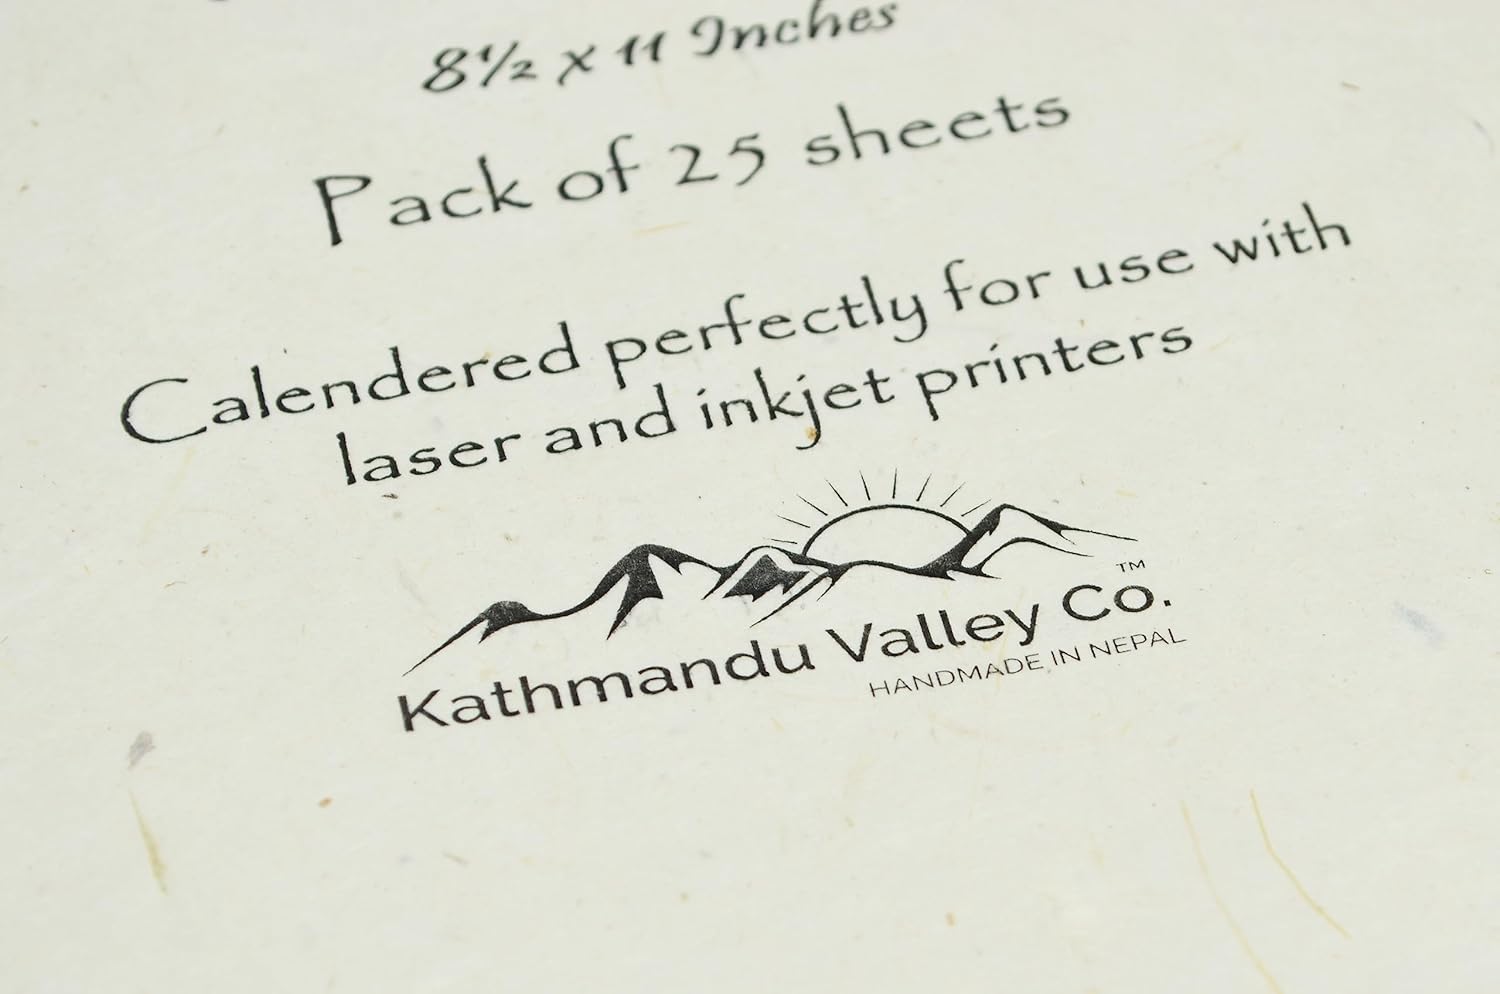 8½ x 11 Inches
Pack of 25 sheets
Calendered perfectly for use with
laser and inkjet printers
Kathmandu Valley Co.™
HANDMADE IN NEPAL